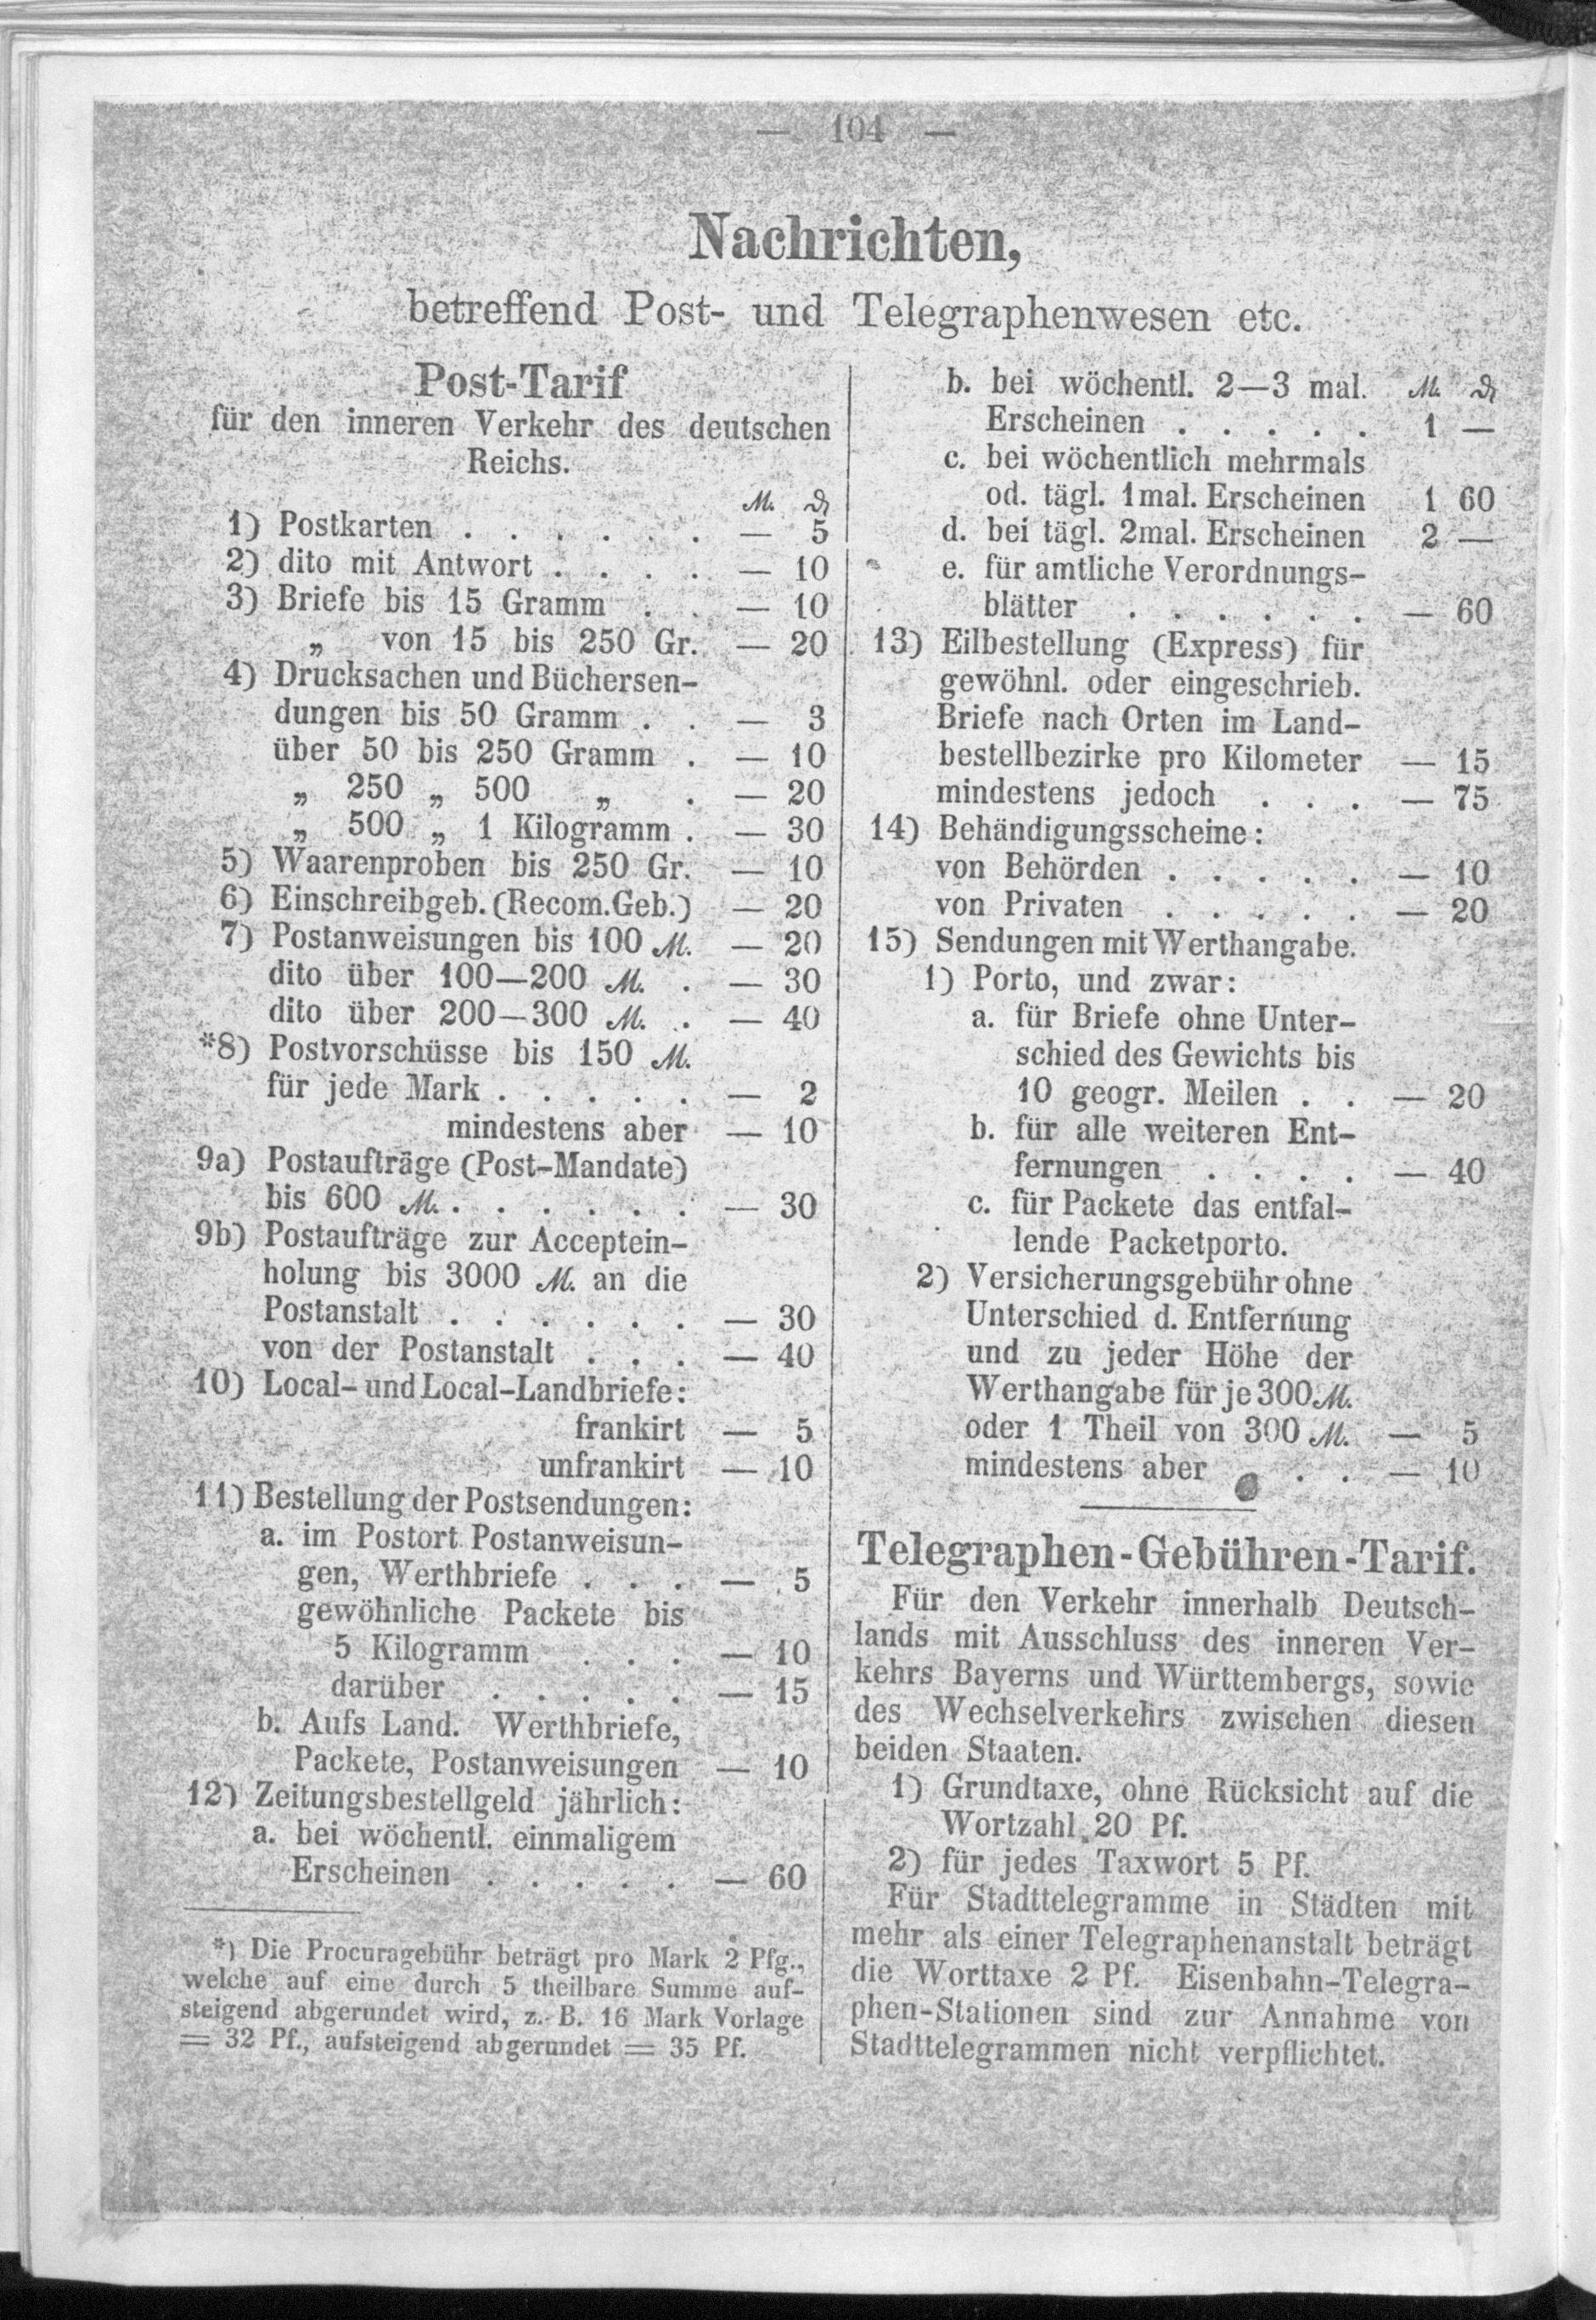 — 104 —
Nachrichten,
betreffend Post- und Telegraphenwesen etc.
Post-Tarif
für den inneren Verkehr des deutschen
Reichs.
M. ₰
1) Postkarten . . . . . . — 5
2) dito mit Antwort . . . . — 10
3) Briefe bis 15 Gramm . . — 10
„ von 15 bis 250 Gr. — 20
4) Drucksachen und Büchersen-
dungen bis 50 Gramm . . — 3
über 50 bis 250 Gramm . — 10
„ 250 „ 500 „ . — 20
„ 500 „ 1 Kilogramm . — 30
5) Waarenproben bis 250 Gr. — 10
6) Einschreibgeb. (Recom.Geb.) — 20
7) Postanweisungen bis 100 M. — 20
dito über 100—200 M. . — 30
dito über 200—300 M. . — 40
*8) Postvorschüsse bis 150 M.
für jede Mark . . . . . — 2
mindestens aber — 10
9a) Postaufträge (Post-Mandate)
bis 600 M. . . . . . . — 30
9b) Postaufträge zur Acceptein-
holung bis 3000 M. an die
Postanstalt . . . . . . — 30
von der Postanstalt . . . — 40
10) Local- und Local-Landbriefe:
frankirt — 5
unfrankirt — 10
11) Bestellung der Postsendungen:
a. im Postort Postanweisun-
gen, Werthbriefe . . . — 5
gewöhnliche Packete bis
5 Kilogramm . . . — 10
darüber . . . . . — 15
b. Aufs Land. Werthbriefe,
Packete, Postanweisungen — 10
12) Zeitungsbestellgeld jährlich:
a. bei wöchentl. einmaligem
Erscheinen . . . . . — 60
*) Die Procuragebühr beträgt pro Mark 2 Pfg.,
welche auf eine durch 5 theilbare Summe auf-
steigend abgerundet wird, z. B. 16 Mark Vorlage
= 32 Pf., aufsteigend abgerundet = 35 Pf.
b. bei wöchentl. 2—3 mal. M. ₰
Erscheinen . . . . . 1 —
c. bei wöchentlich mehrmals
od. tägl. 1mal. Erscheinen 1 60
d. bei tägl. 2mal. Erscheinen 2 —
e. für amtliche Verordnungs-
blätter . . . . . . — 60
13) Eilbestellung (Express) für
gewöhnl. oder eingeschrieb.
Briefe nach Orten im Land-
bestellbezirke pro Kilometer — 15
mindestens jedoch . . . — 75
14) Behändigungsscheine:
von Behörden . . . . . — 10
von Privaten . . . . . — 20
15) Sendungen mit Werthangabe.
1) Porto, und zwar:
a. für Briefe ohne Unter-
schied des Gewichts bis
10 geogr. Meilen . . — 20
b. für alle weiteren Ent-
fernungen . . . . — 40
c. für Packete das entfal-
lende Packetporto.
2) Versicherungsgebühr ohne
Unterschied d. Entfernung
und zu jeder Höhe der
Werthangabe für je 300 M.
oder 1 Theil von 300 M. — 5
mindestens aber . . . — 10
Telegraphen-Gebühren-Tarif.
Für den Verkehr innerhalb Deutsch-
lands mit Ausschluss des inneren Ver-
kehrs Bayerns und Württembergs, sowie
des Wechselverkehrs zwischen diesen
beiden Staaten.
1) Grundtaxe, ohne Rücksicht auf die
Wortzahl 20 Pf.
2) für jedes Taxwort 5 Pf.
Für Stadttelegramme in Städten mit
mehr als einer Telegraphenanstalt beträgt
die Worttaxe 2 Pf. Eisenbahn-Telegra-
phen-Stationen sind zur Annahme von
Stadttelegrammen nicht verpflichtet.